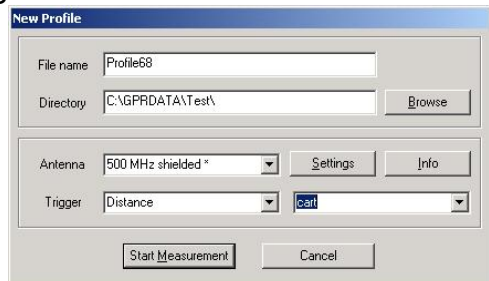 New Profile
File name Profile68
Directory C:\GPRDATA\Test\ Browse
Antenna 500 MHz shielded * Settings Info
Trigger Distance cart
Start Measurement Cancel